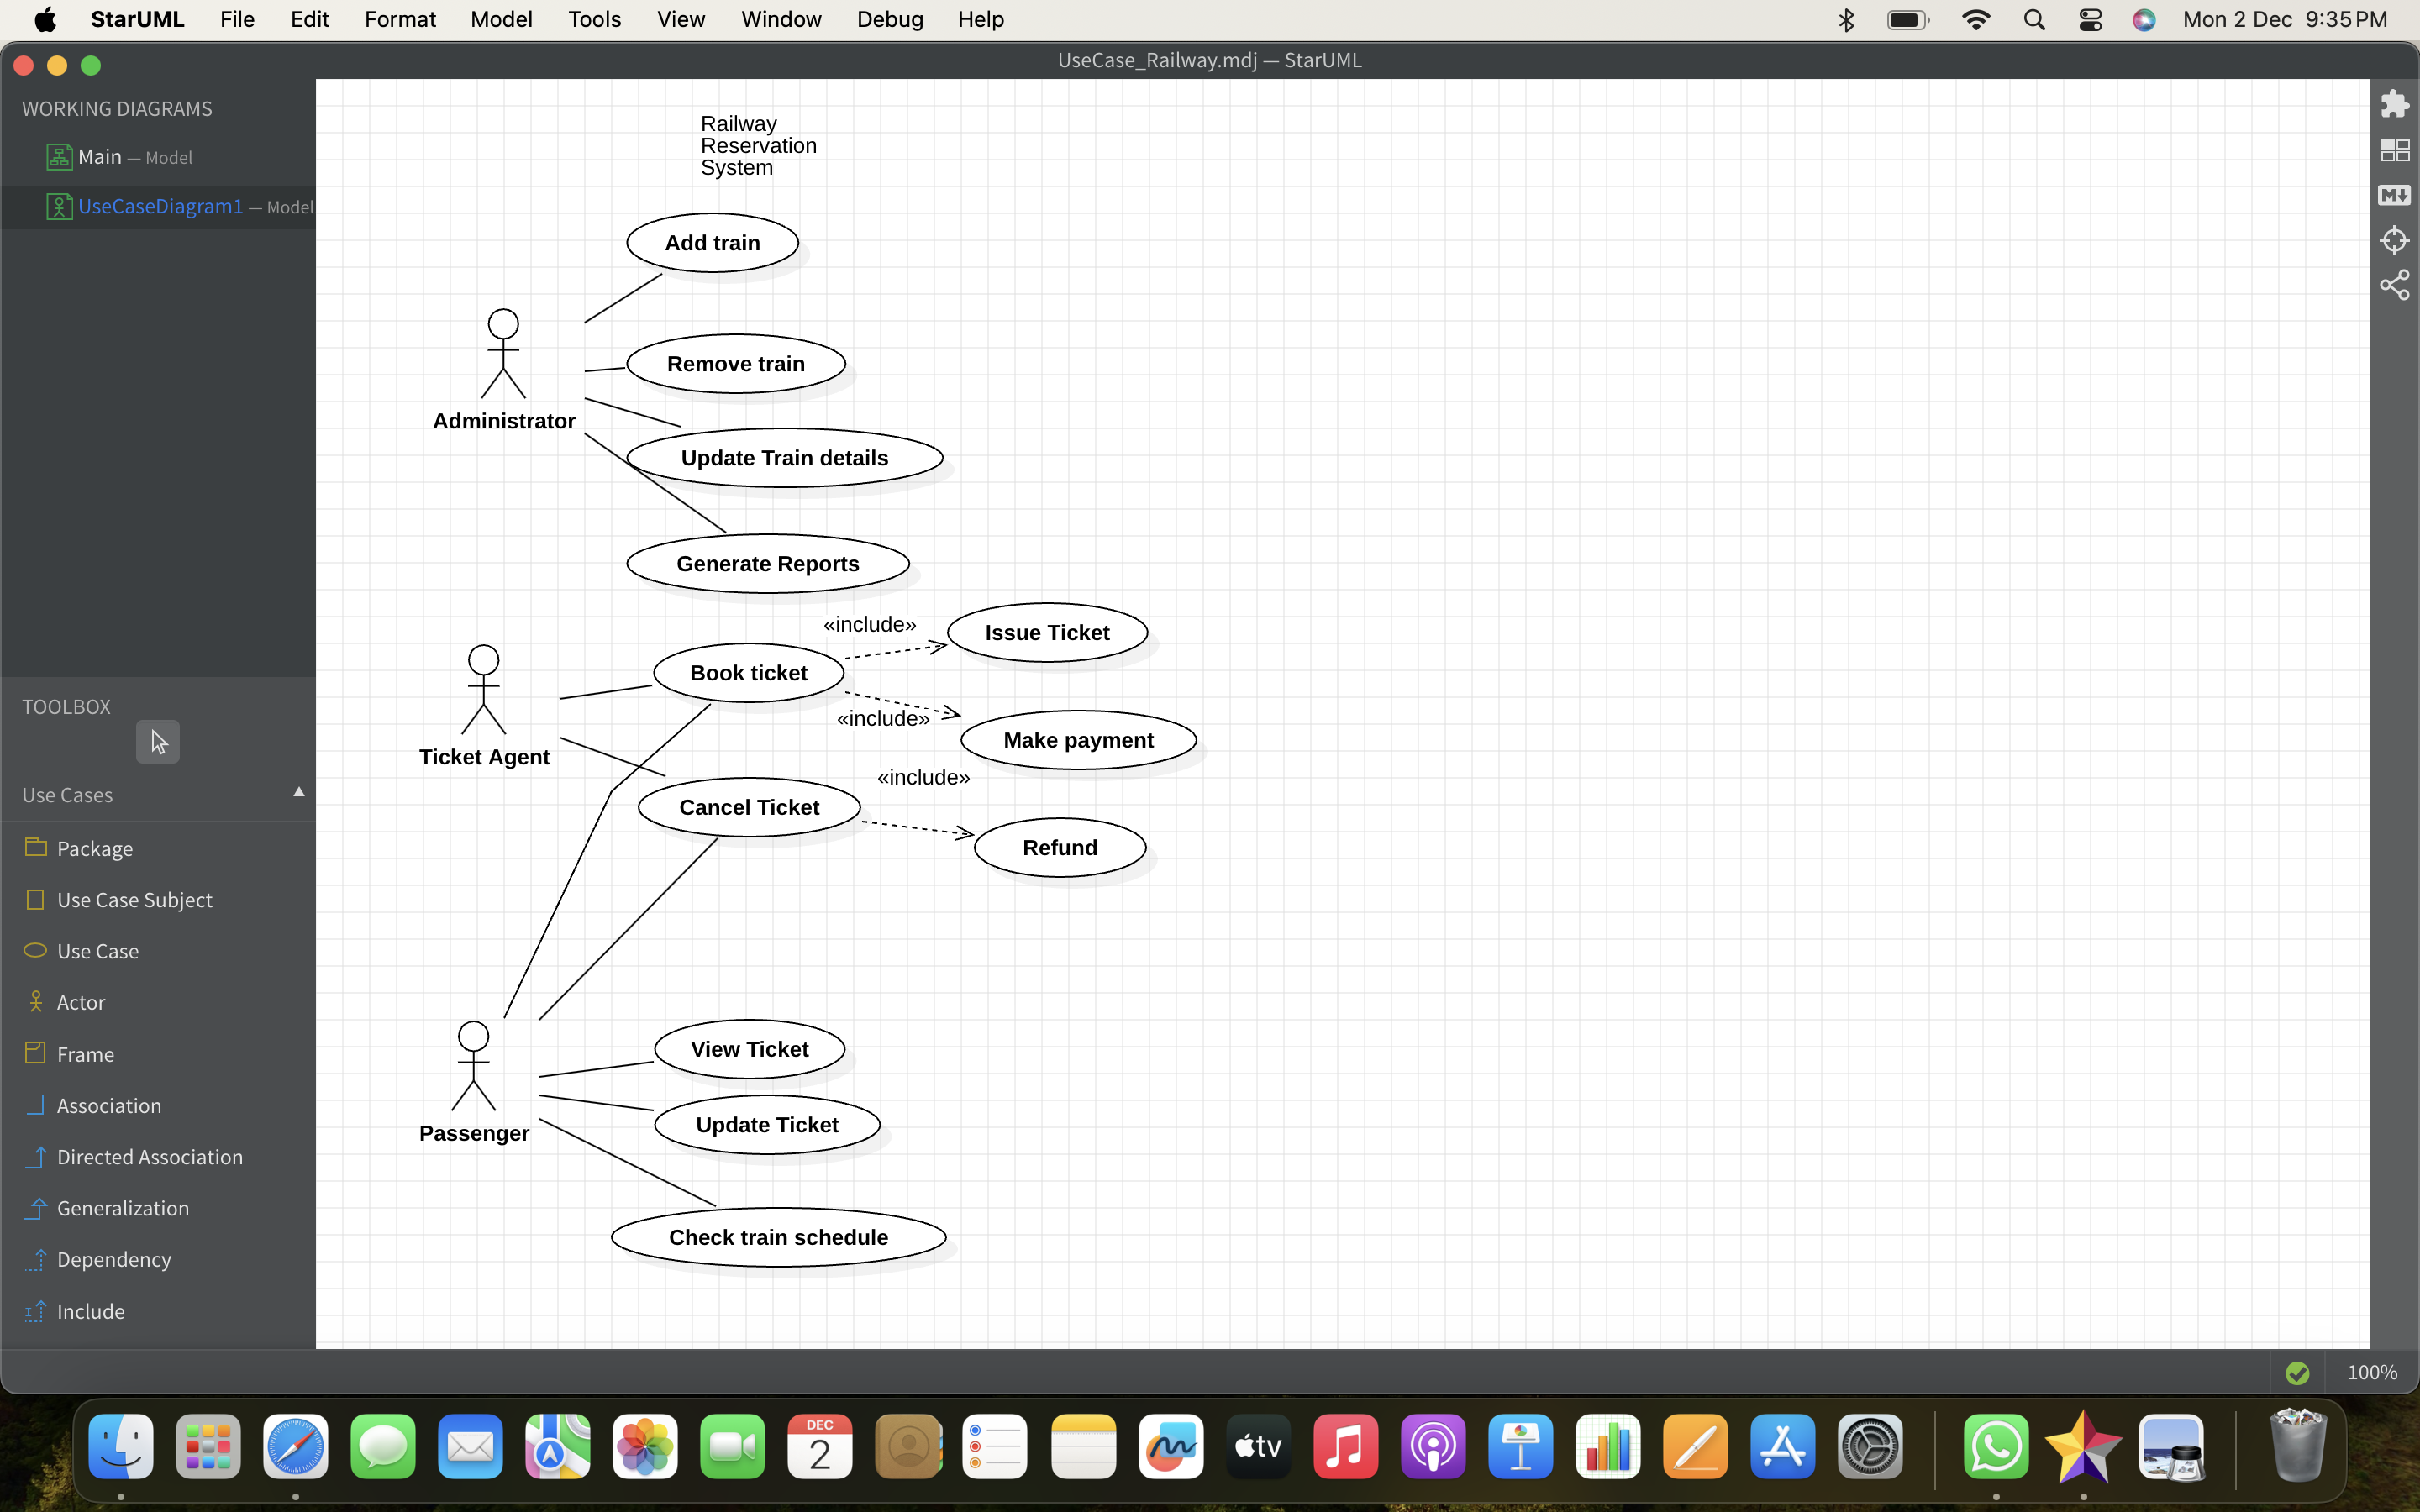 StarUML File Edit Format Model Tools View Window Debug Help Mon 2 Dec 9:35 PM
UseCase_Railway.mdj — StarUML
WORKING DIAGRAMS
Main — Model
UseCaseDiagram1 — Model
Railway
Reservation
System
Add train
Remove train
Administrator
Update Train details
Generate Reports
«include»
Issue Ticket
Book ticket
«include»
Make payment
Ticket Agent
«include»
Cancel Ticket
Refund
View Ticket
Update Ticket
Passenger
Check train schedule
TOOLBOX
Use Cases
Package
Use Case Subject
Use Case
Actor
Frame
Association
Directed Association
Generalization
Dependency
Include
100%
DEC
2
tv